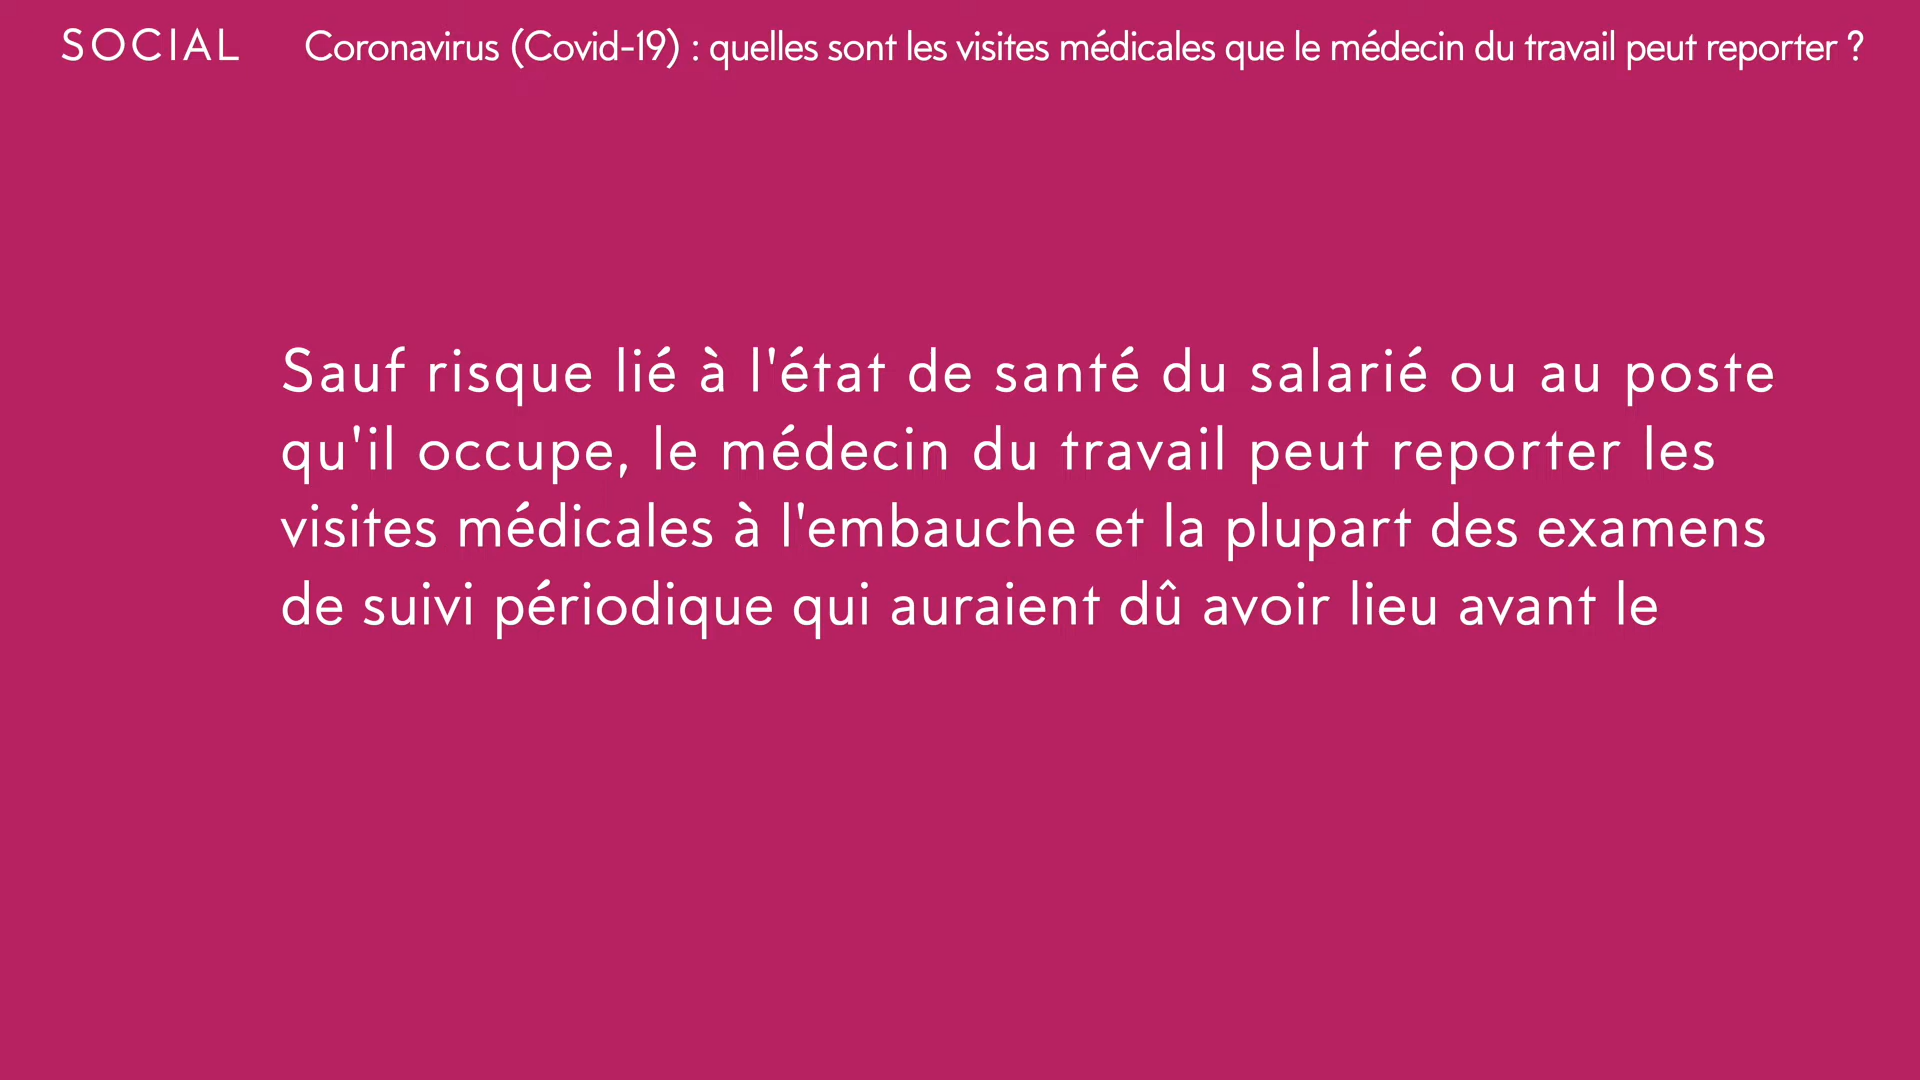 SOCIAL Coronavirus (Covid-19) : quelles sont les visites médicales que le médecin du travail peut reporter ?
Sauf risque lié à l'état de santé du salarié ou au poste
qu'il occupe, le médecin du travail peut reporter les
visites médicales à l'embauche et la plupart des examens
de suivi périodique qui auraient dû avoir lieu avant le